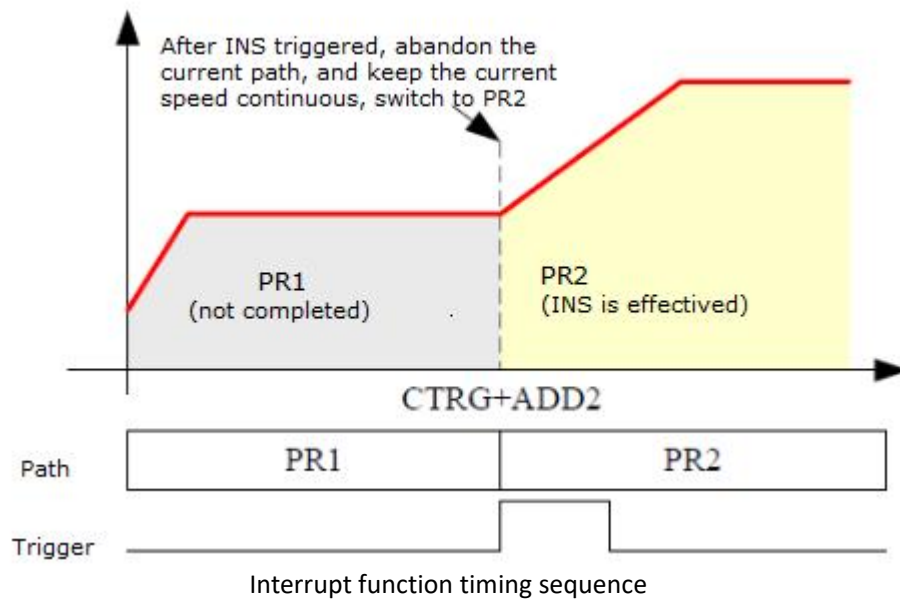 After INS triggered, abandon the
current path, and keep the current
speed continuous, switch to PR2
PR1
(not completed)
PR2
(INS is effectived)
CTRG+ADD2
Path
PR1
PR2
Trigger
Interrupt function timing sequence